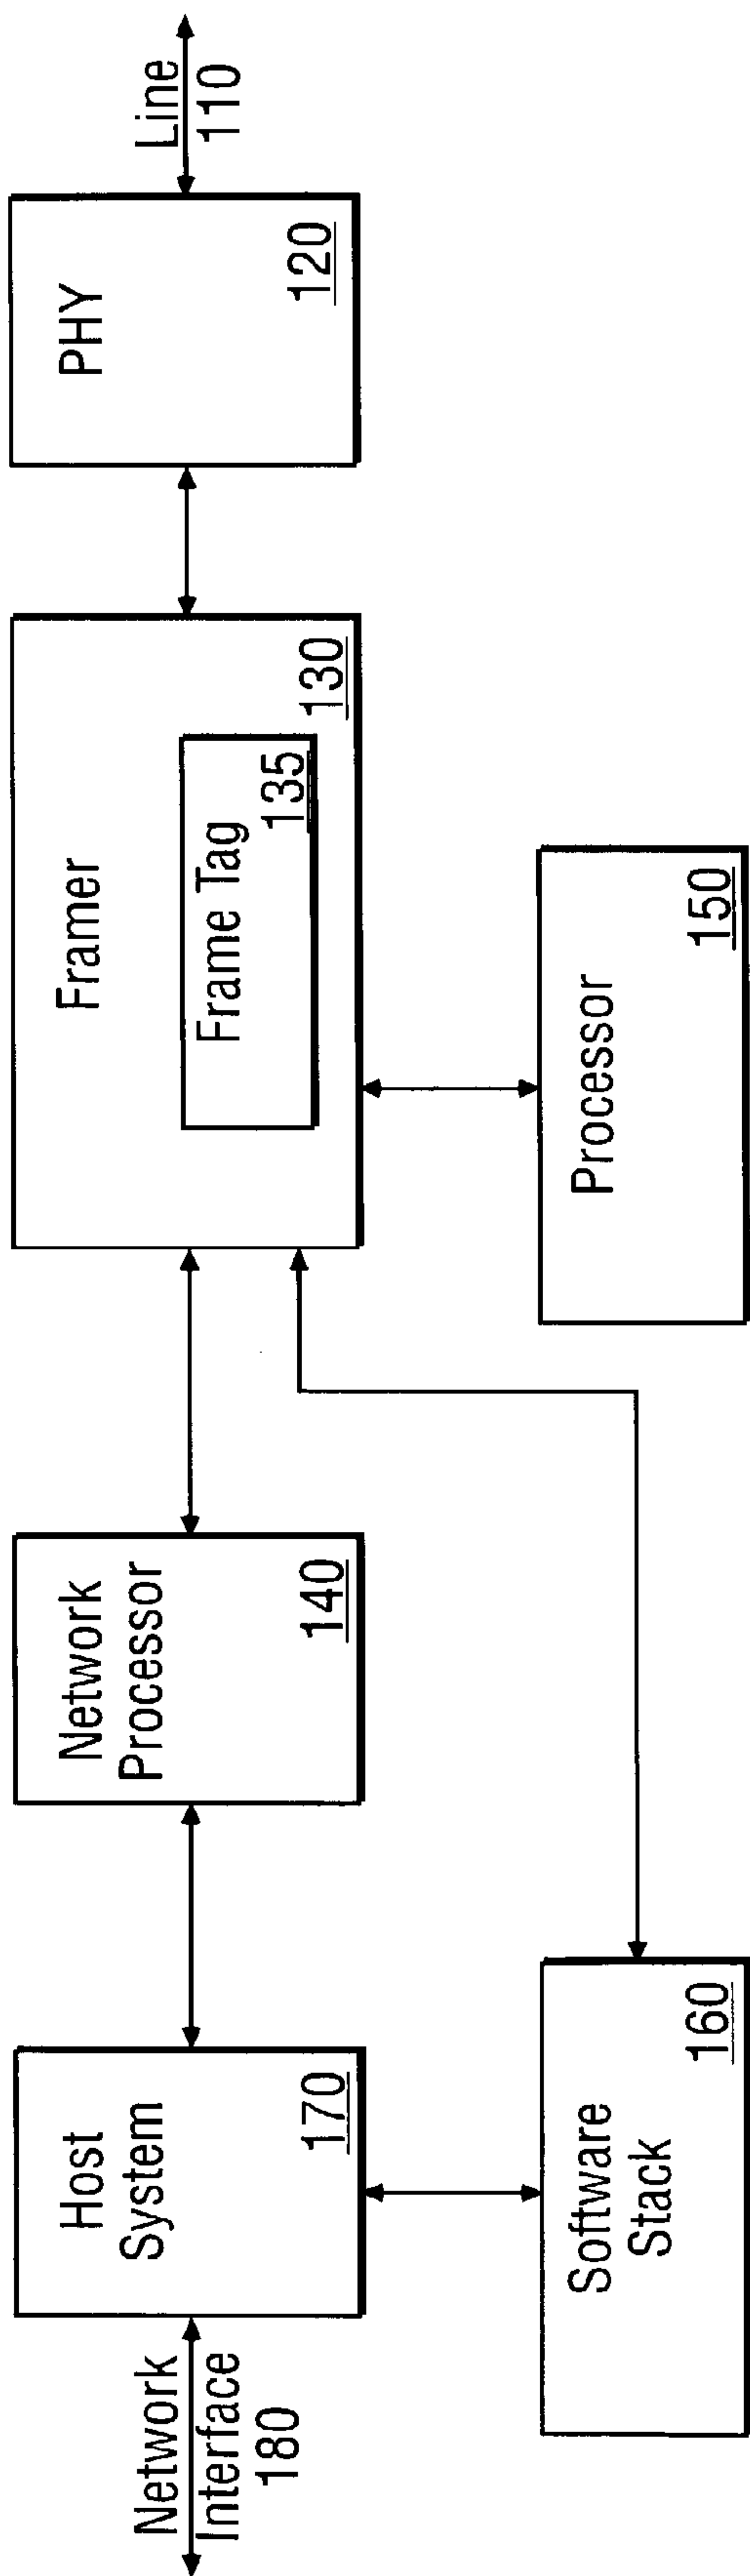 Network
Interface
180
Host
System
170
Network
Processor
140
Framer
130
Frame Tag
135
PHY
120
Line
110
Software
Stack
160
Processor
150